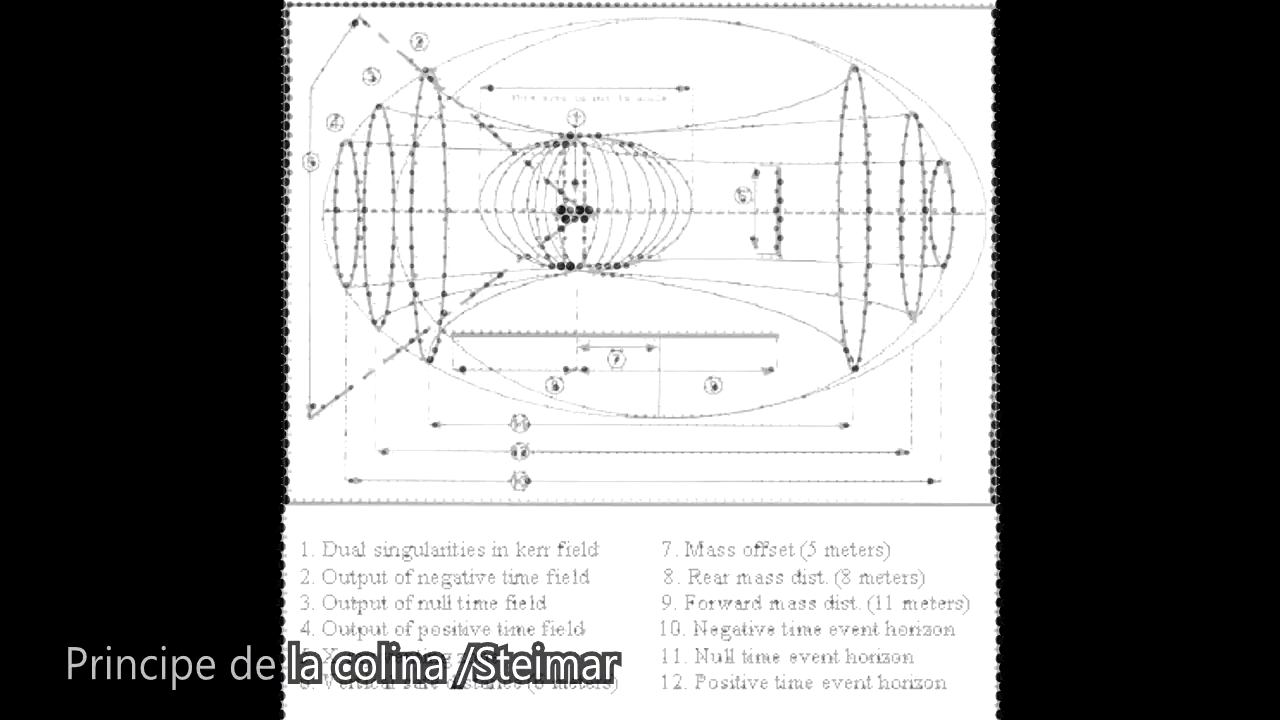 1. Dual singularities in kerr field
2. Output of negative time field
3. Output of null time field
4. Output of positive time field
7. Mass offset (5 meters)
8. Rear mass dist. (8 meters)
9. Forward mass dist. (11 meters)
10. Negative time event horizon
11. Null time event horizon
12. Positive time event horizon
Principe de la colina /Steimar